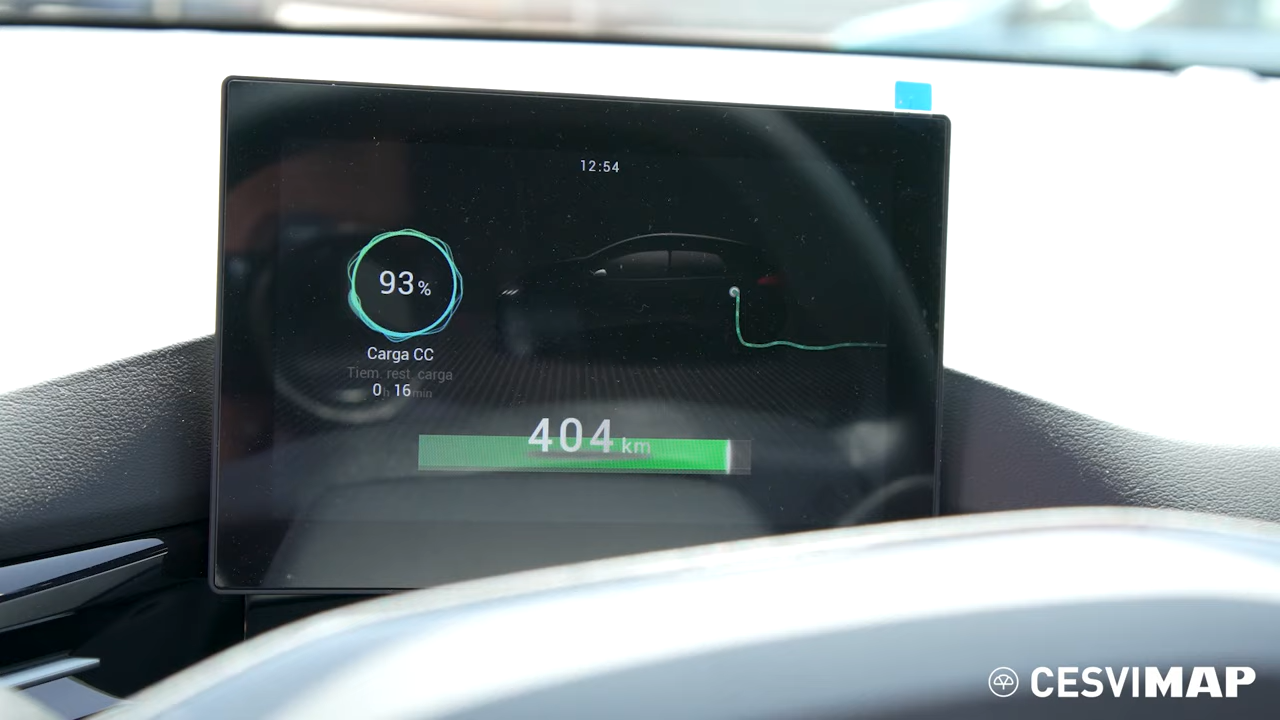 12:54
93%
Carga CC
Tiem. rest. carga
0h 16min
404 km
CESVIMAP